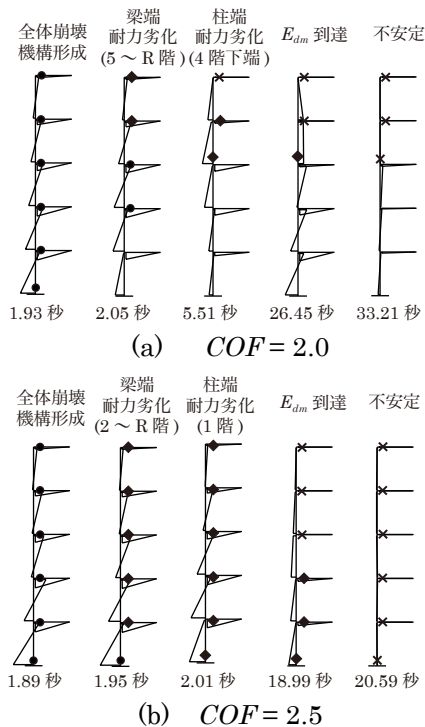 全体崩壊
機構形成
梁端
耐力劣化
(5～R 階)
柱端
耐力劣化
(4 階下端)
E_dm 到達
不安定
1.93 秒
2.05 秒
5.51 秒
26.45 秒
33.21 秒
(a) COF = 2.0
全体崩壊
機構形成
梁端
耐力劣化
(2～R 階)
柱端
耐力劣化
(1 階)
E_dm 到達
不安定
1.89 秒
1.95 秒
2.01 秒
18.99 秒
20.59 秒
(b) COF = 2.5